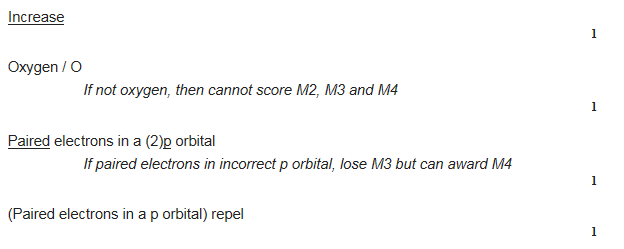 Increase
1
Oxygen / O
If not oxygen, then cannot score M2, M3 and M4
1
Paired electrons in a (2)p orbital
If paired electrons in incorrect p orbital, lose M3 but can award M4
1
(Paired electrons in a p orbital) repel
1